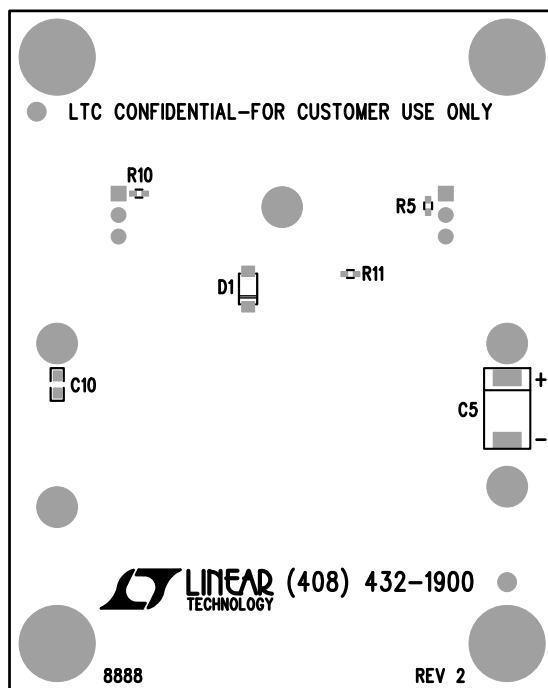 LTC CONFIDENTIAL-FOR CUSTOMER USE ONLY
R10
R5
D1
R11
C10
C5
+
-
LINEAR TECHNOLOGY (408) 432-1900
8888
REV 2